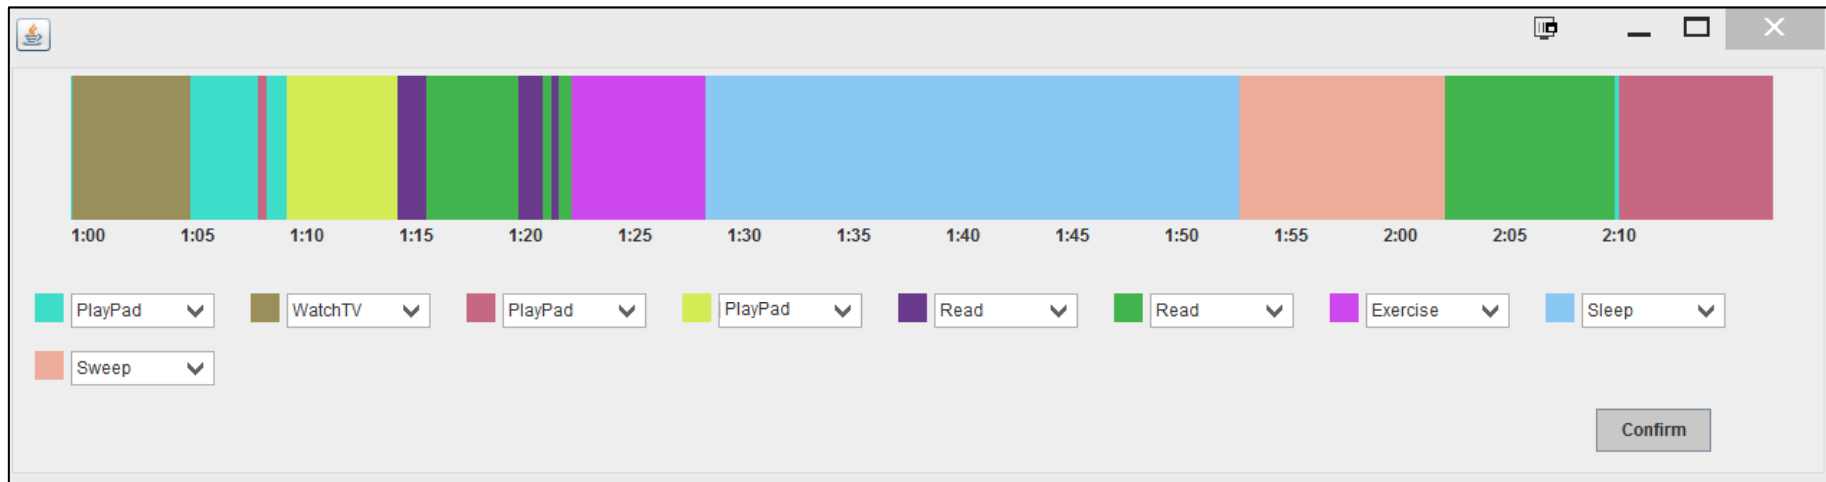 1:00 1:05 1:10 1:15 1:20 1:25 1:30 1:35 1:40 1:45 1:50 1:55 2:00 2:05 2:10
PlayPad WatchTV PlayPad PlayPad Read Read Exercise Sleep
Sweep
Confirm